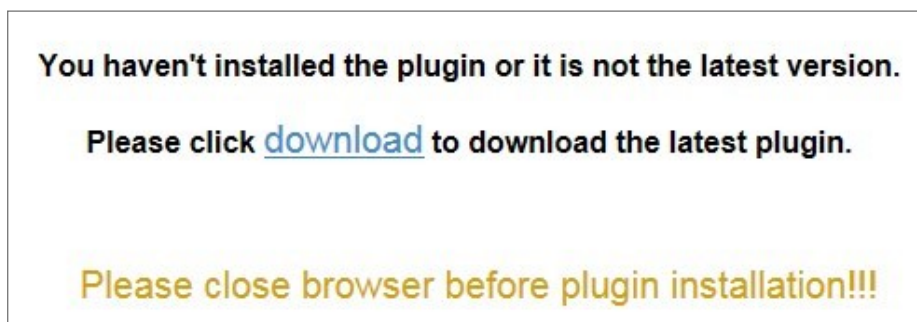 You haven't installed the plugin or it is not the latest version.
Please click download to download the latest plugin.
Please close browser before plugin installation!!!